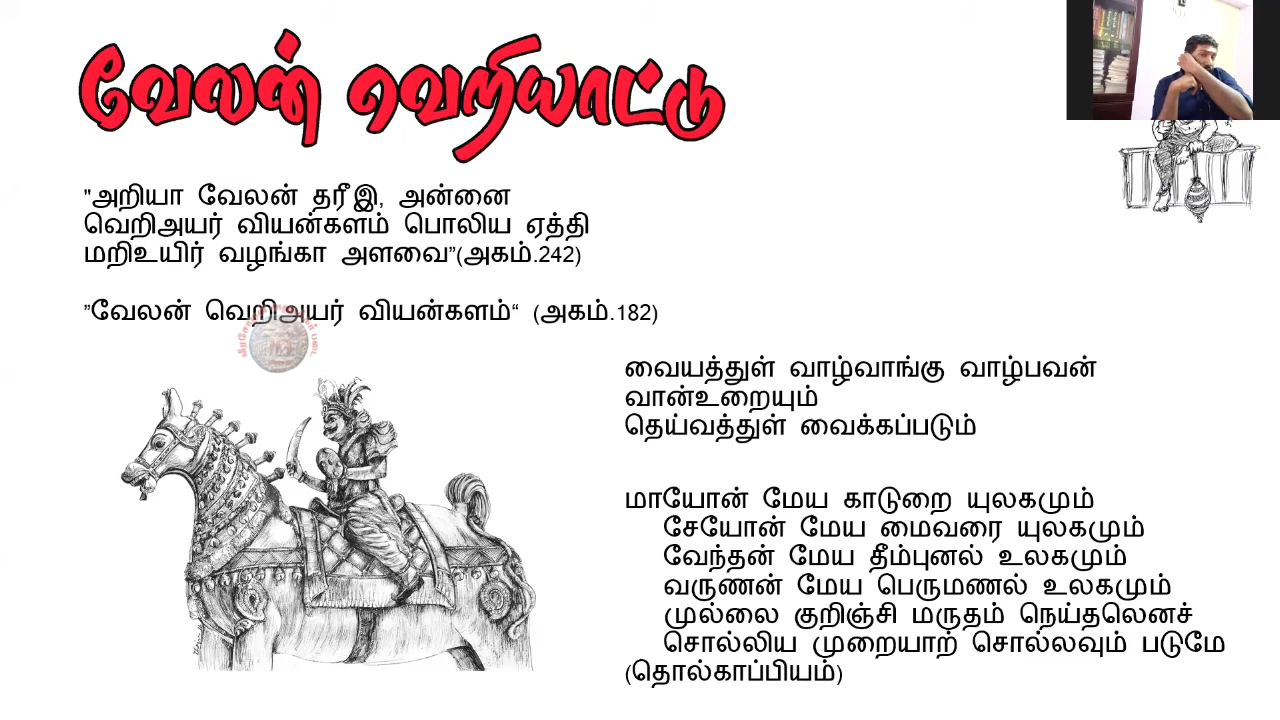 வேலன் வெறியாட்டு
"அறியா வேலன் தரீஇ, அன்னை
வெறிஅயர் வியன்களம் பொலிய ஏத்தி
மறிஉயிர் வழங்கா அளவை”(அகம்.242)
”வேலன் வெறிஅயர் வியன்களம்“ (அகம்.182)
வையத்துள் வாழ்வாங்கு வாழ்பவன்
வான்உறையும்
தெய்வத்துள் வைக்கப்படும்
மாயோன் மேய காடுறை யுலகமும்
சேயோன் மேய மைவரை யுலகமும்
வேந்தன் மேய தீம்புனல் உலகமும்
வருணன் மேய பெருமணல் உலகமும்
முல்லை குறிஞ்சி மருதம் நெய்தலெனச்
சொல்லிய முறையாற் சொல்லவும் படுமே
(தொல்காப்பியம்)